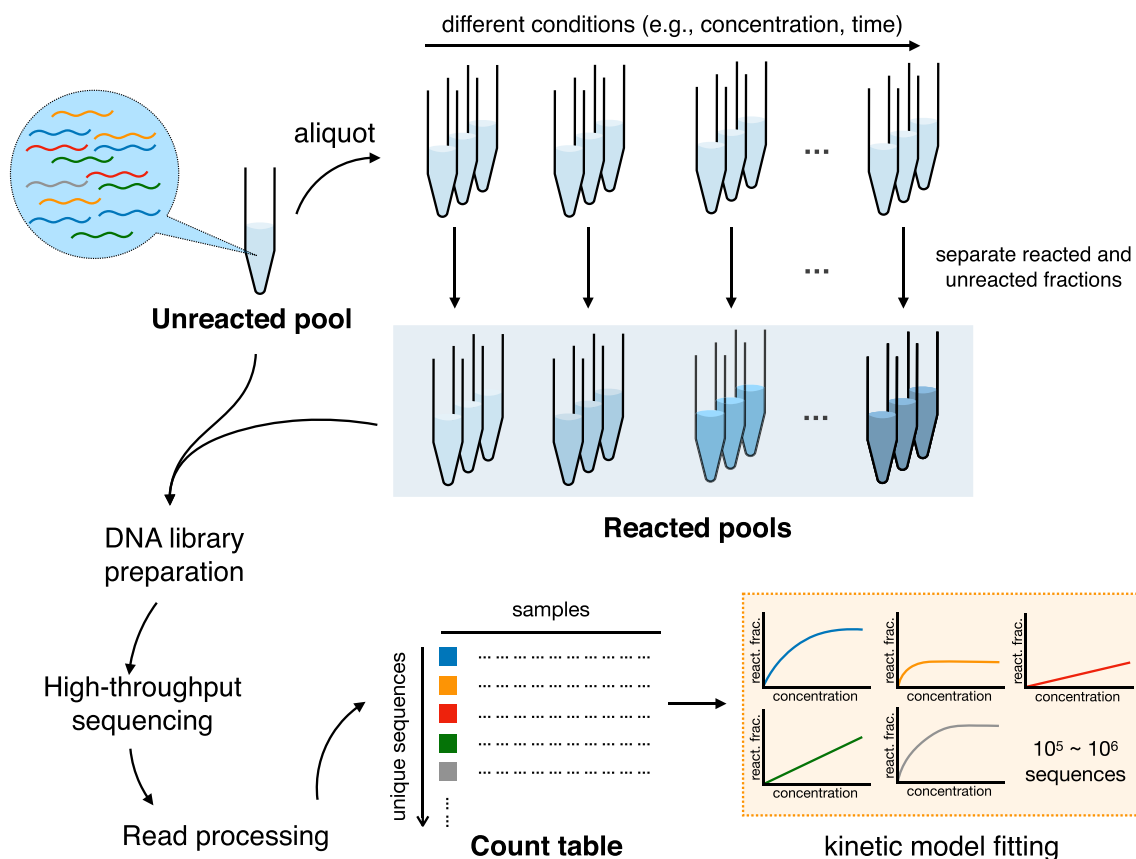 different conditions (e.g., concentration, time)
aliquot
...
...
separate reacted and
unreacted fractions
Unreacted pool
...
Reacted pools
DNA library
preparation
High-throughput
sequencing
Read processing
samples
unique sequences
... ... ... ... ... ... ... ... ... ...
... ... ... ... ... ... ... ... ... ...
... ... ... ... ... ... ... ... ... ...
... ... ... ... ... ... ... ... ... ...
... ... ... ... ... ... ... ... ... ...
... ...
Count table
react. frac.
concentration
react. frac.
concentration
react. frac.
concentration
react. frac.
concentration
react. frac.
concentration
10⁵ ~ 10⁶
sequences
kinetic model fitting